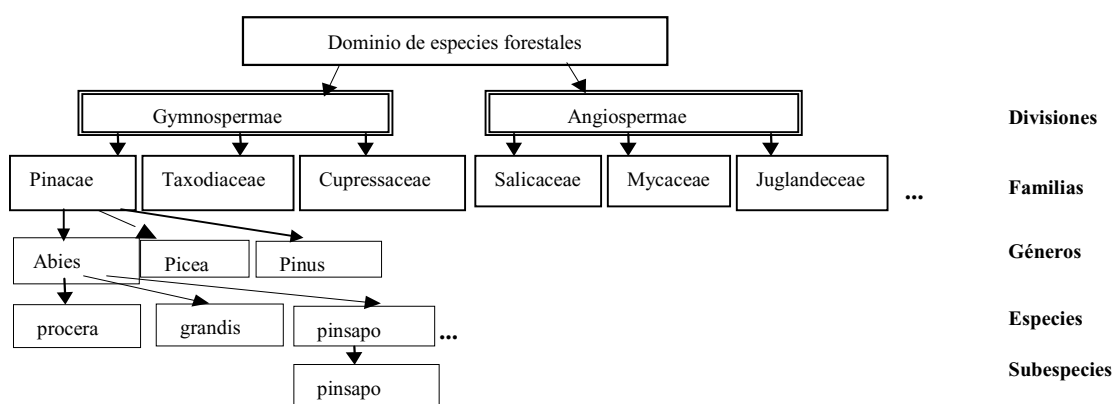 Dominio de especies forestales
Gymnospermae
Angiospermae
Divisiones
Pinacae
Taxodiaceae
Cupressaceae
Salicaceae
Mycaceae
Juglandeceae
...
Familias
Abies
Picea
Pinus
Géneros
procera
grandis
pinsapo
...
Especies
pinsapo
Subespecies